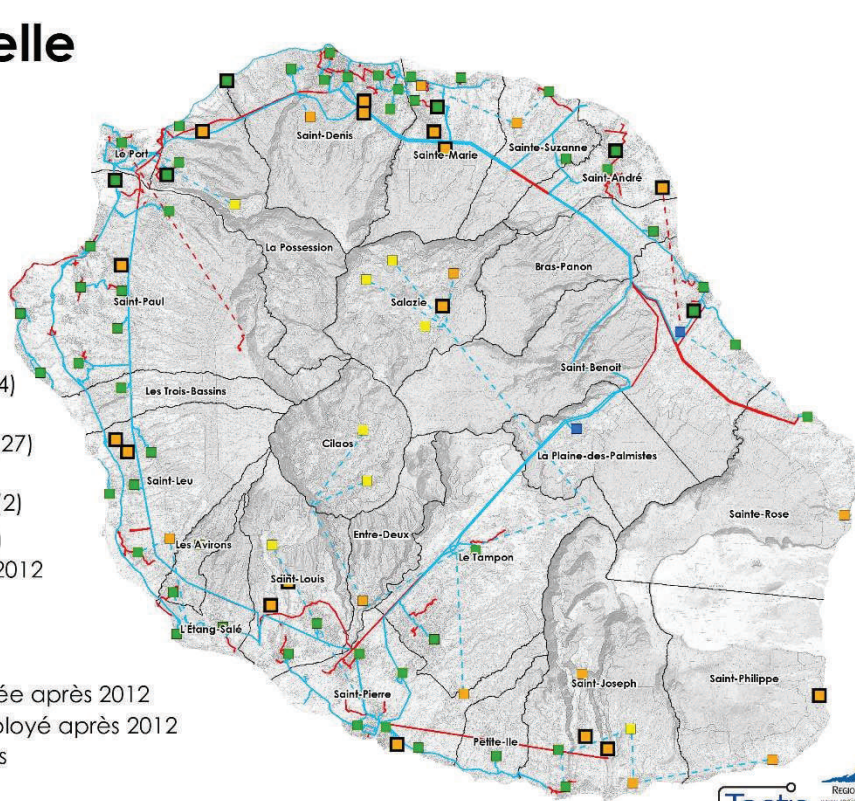 elle
Saint-Denis
Sainte-Marie
Sainte-Suzanne
Le Port
Saint-André
La Possession
Bras-Panon
Salazie
Saint-Paul
Saint-Benoit
4)
Les Trois-Bassins
27)
Cilaos
La Plaine-des-Palmistes
Saint-Leu
2)
Sainte-Rose
)
Entre-Deux
Les Avirons
Le Tampon
2012
Saint-Louis
L'Étang-Salé
Saint-Joseph
Saint-Philippe
ée après 2012
Saint-Pierre
ployé après 2012
Petite-Ile
s
REGION